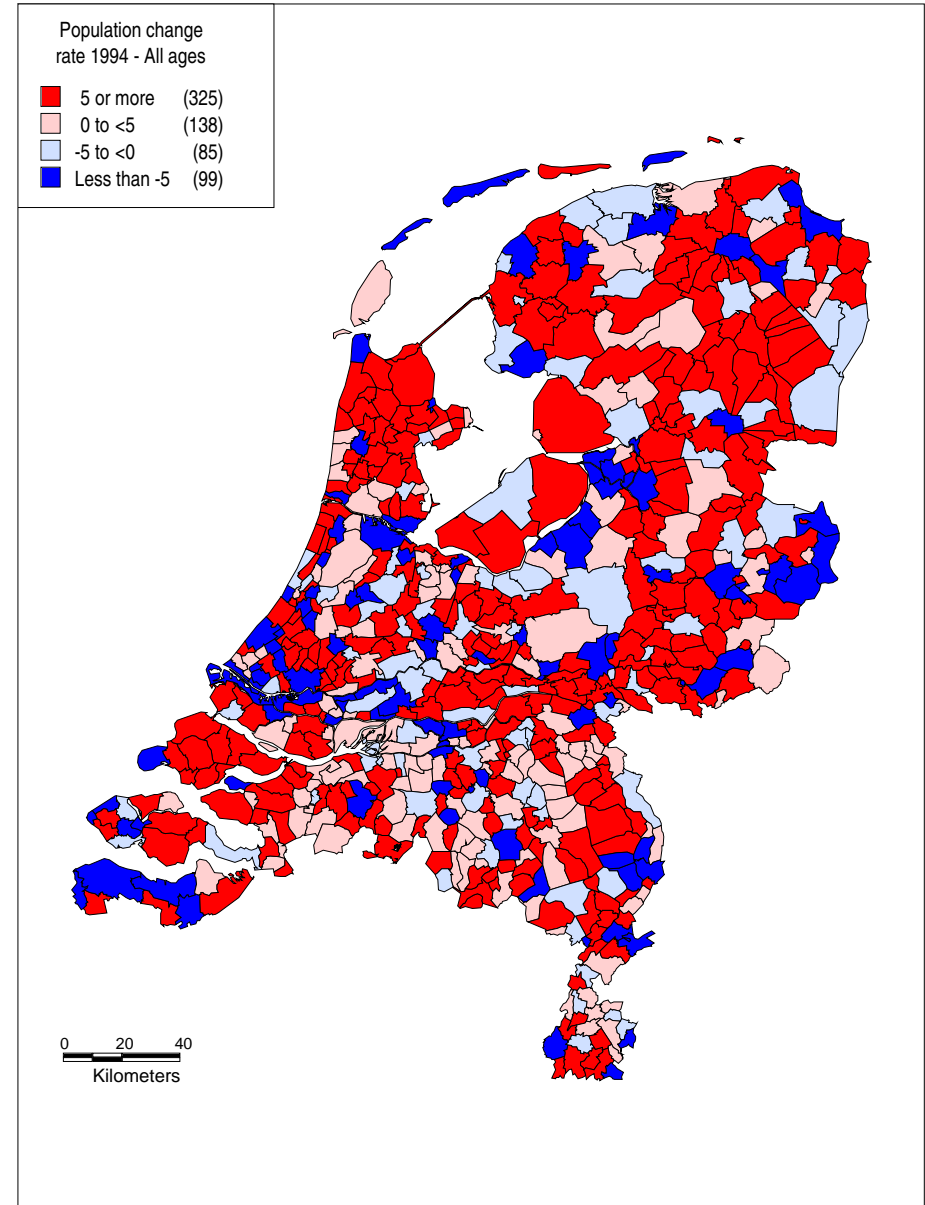 Population change
rate 1994 - All ages
5 or more (325)
0 to <5 (138)
-5 to <0 (85)
Less than -5 (99)
0 20 40
Kilometers